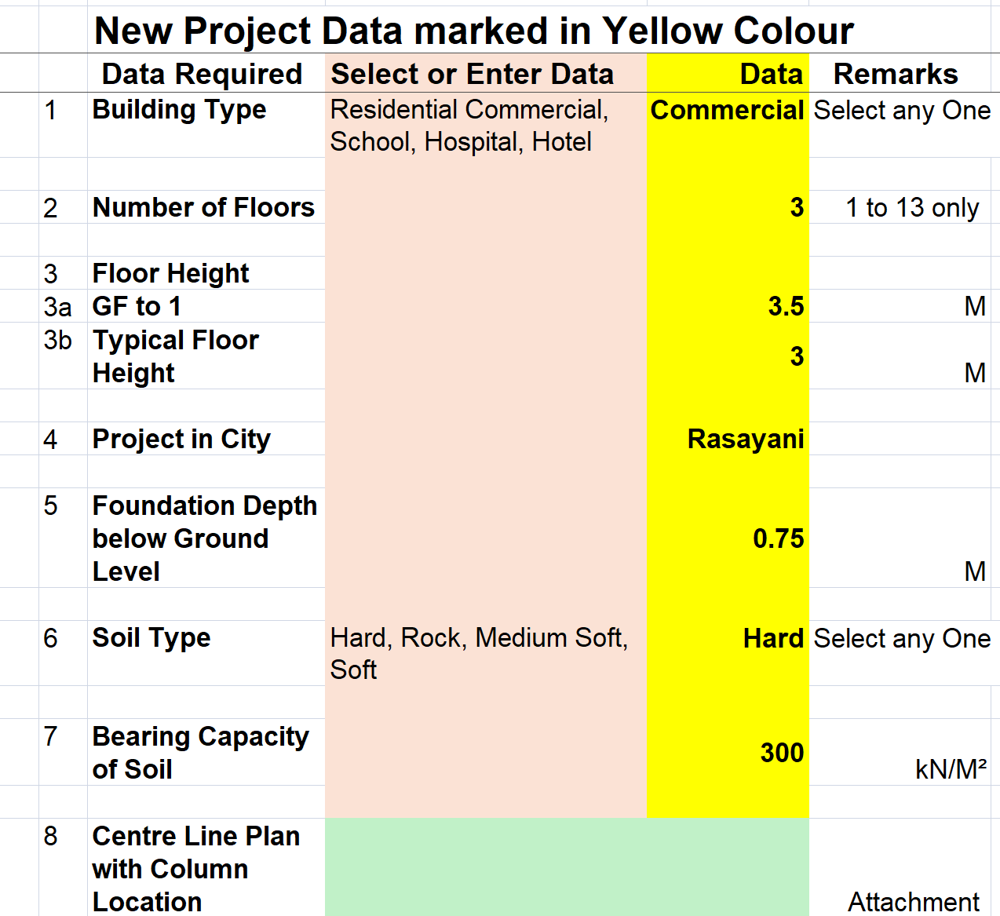 New Project Data marked in Yellow Colour
Data Required Select or Enter Data Data Remarks
1 Building Type Residential Commercial, Commercial Select any One
School, Hospital, Hotel
2 Number of Floors 3 1 to 13 only
3 Floor Height
3a GF to 1 3.5 M
3b Typical Floor
Height 3 M
4 Project in City Rasayani
5 Foundation Depth
below Ground 0.75
Level M
6 Soil Type Hard, Rock, Medium Soft, Hard Select any One
Soft
7 Bearing Capacity
of Soil 300 kN/M²
8 Centre Line Plan
with Column
Location Attachment